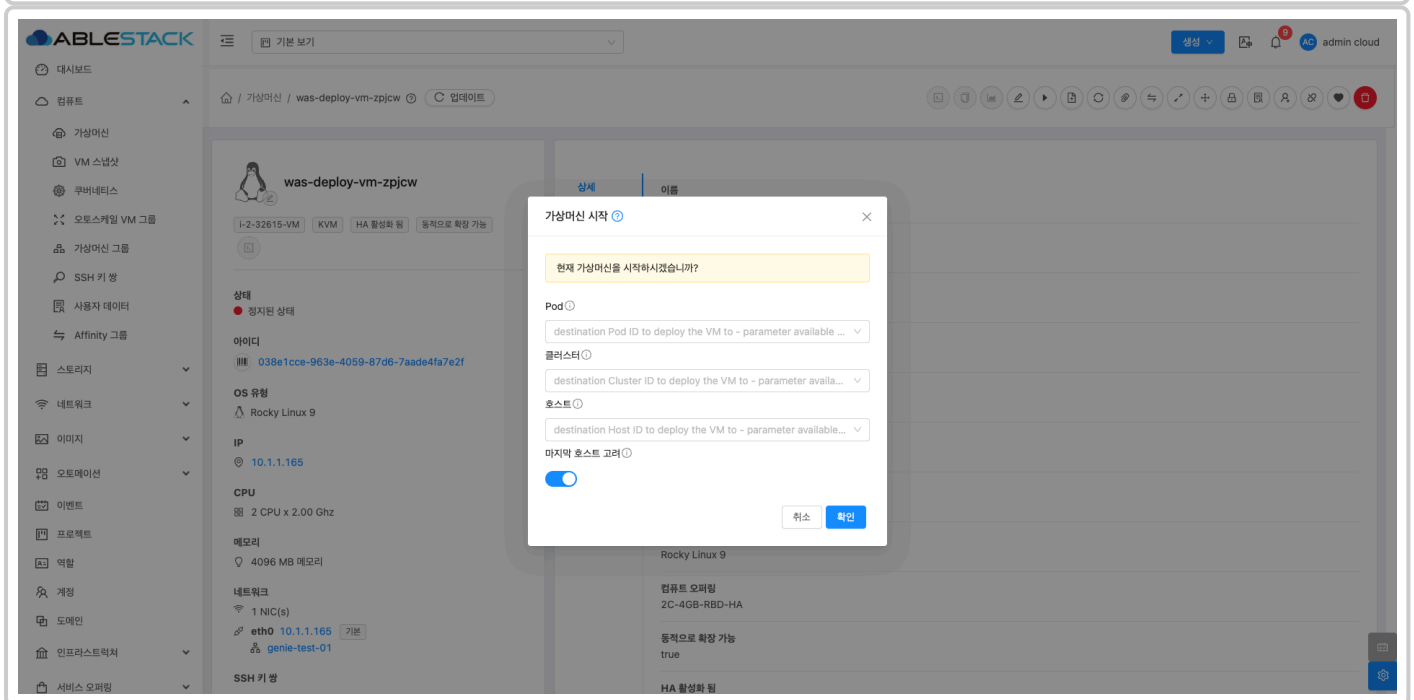 ABLESTACK
기본 보기
생성
9
AC
admin cloud
대시보드
컴퓨트
가상머신
VM 스냅샷
쿠버네티스
오토스케일 VM 그룹
가상머신 그룹
SSH 키 쌍
사용자 데이터
Affinity 그룹
스토리지
네트워크
이미지
오토메이션
이벤트
프로젝트
역할
계정
도메인
인프라스트럭쳐
서비스 오퍼링
/ 가상머신 / was-deploy-vm-zpjcw
업데이트
was-deploy-vm-zpjcw
i-2-32615-VM
KVM
HA 활성화 됨
동적으로 확장 가능
상태
정지된 상태
아이디
038e1cce-963e-4059-87d6-7aade4fa7e2f
OS 유형
Rocky Linux 9
IP
10.1.1.165
CPU
2 CPU x 2.00 Ghz
메모리
4096 MB 메모리
네트워크
1 NIC(s)
eth0 10.1.1.165 기본
genie-test-01
SSH 키 쌍
상세
이름
가상머신 시작
현재 가상머신을 시작하시겠습니까?
Pod
destination Pod ID to deploy the VM to - parameter available ...
클러스터
destination Cluster ID to deploy the VM to - parameter availa...
호스트
destination Host ID to deploy the VM to - parameter available...
마지막 호스트 고려
취소
확인
Rocky Linux 9
컴퓨트 오퍼링
2C-4GB-RBD-HA
동적으로 확장 가능
true
HA 활성화 됨